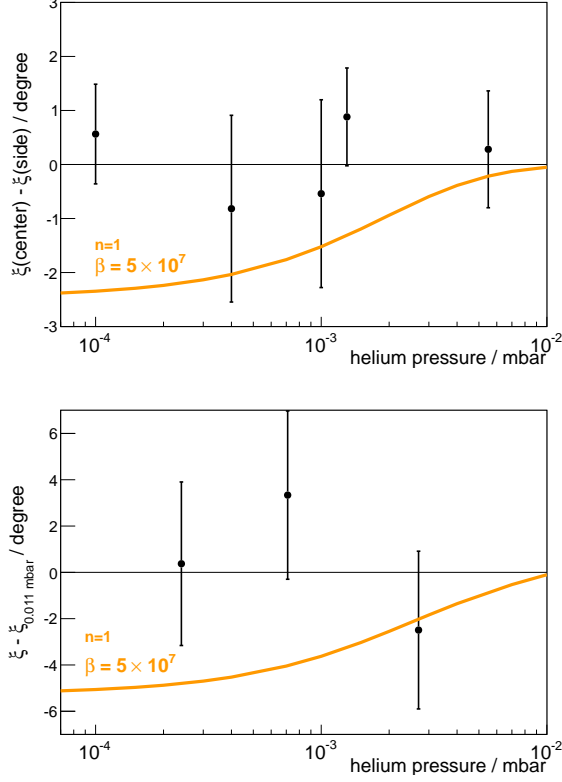 ξ(center) - ξ(side) / degree
3
2
1
0
-1
-2
-3
n=1
β = 5 × 10⁷
10⁻⁴ 10⁻³ 10⁻²
helium pressure / mbar
ξ - ξ₀.₀₁₁ mbar / degree
6
4
2
0
-2
-4
-6
n=1
β = 5 × 10⁷
10⁻⁴ 10⁻³ 10⁻²
helium pressure / mbar